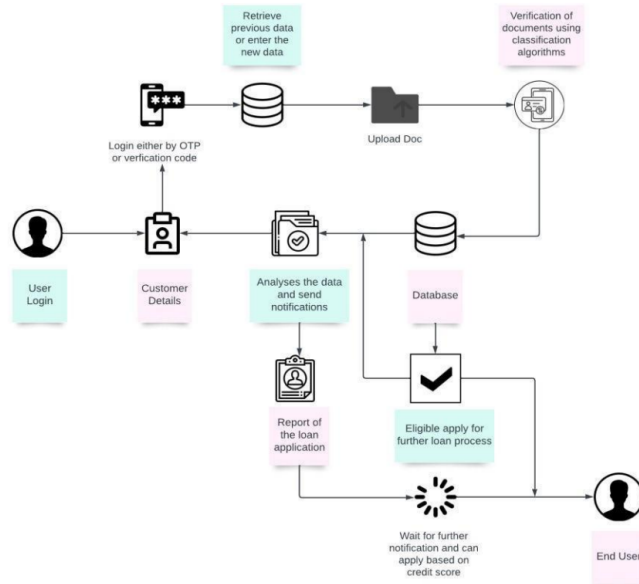 Retrieve
previous data
or enter the
new data
Verification of
documents using
classification
algorithms
***
Login either by OTP
or verfication code
Upload Doc
User
Login
Customer
Details
Analyses the data
and send
notifications
Database
Report of
the loan
application
Eligible apply for
further loan process
Wait for further
notification and can
apply based on
credit score
End User